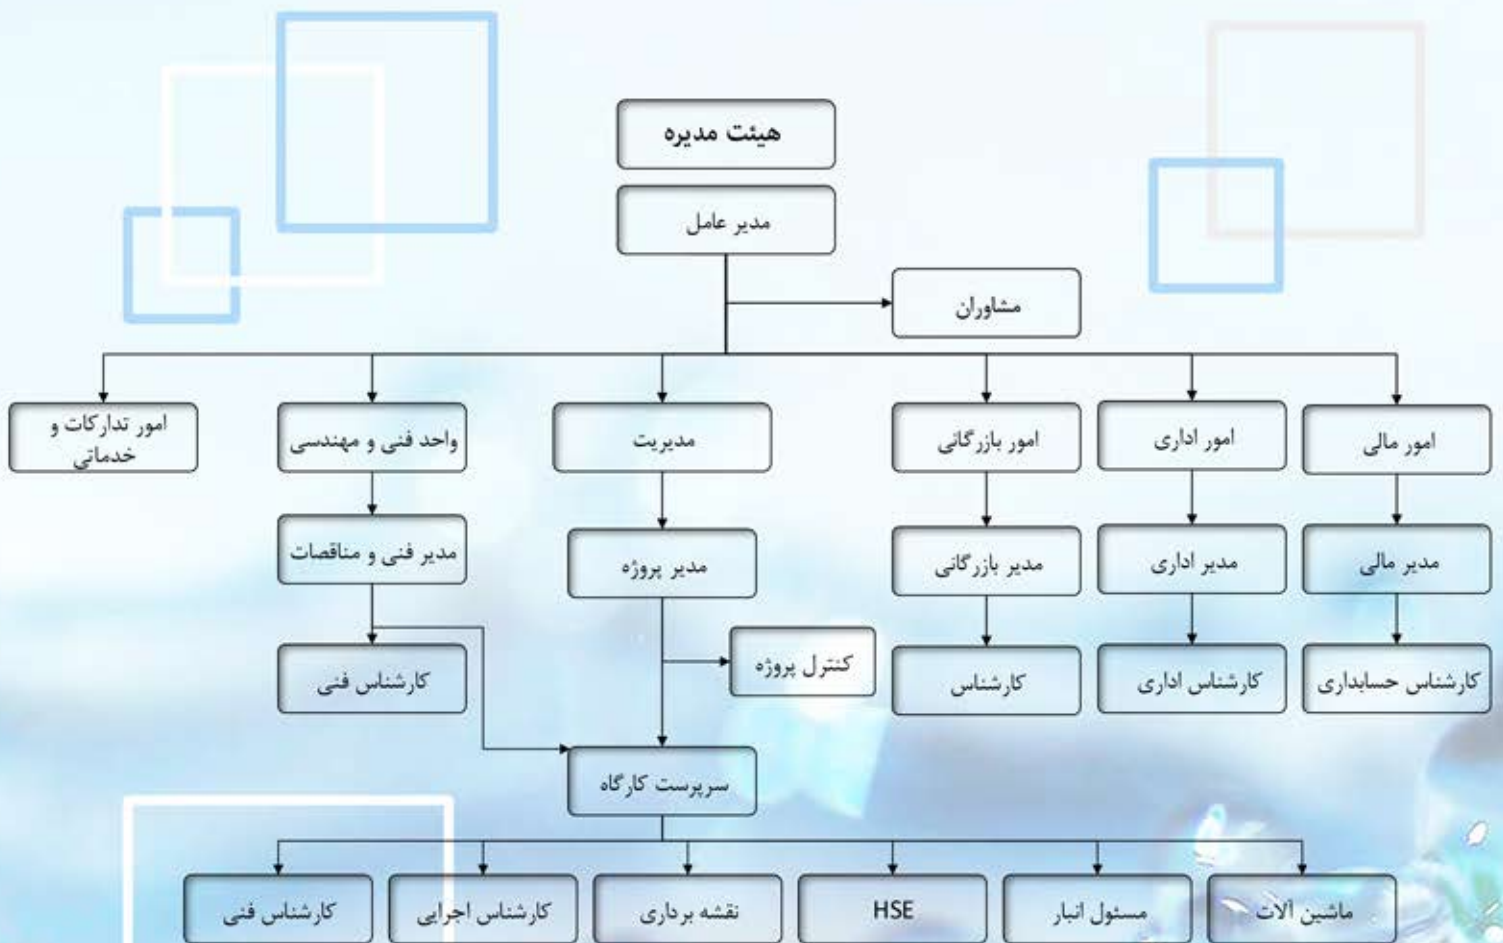 هیئت مدیره
مدیر عامل
مشاوران
امور مالی
امور اداری
امور بازرگانی
مدیریت
واحد فنی و مهندسی
امور تدارکات و
خدماتی
مدیر مالی
مدیر اداری
مدیر بازرگانی
مدیر پروژه
مدیر فنی و مناقصات
کارشناس حسابداری
کارشناس اداری
کارشناس
کنترل پروژه
کارشناس فنی
سرپرست کارگاه
ماشین آلات
مسئول انبار
HSE
نقشه برداری
کارشناس اجرایی
کارشناس فنی